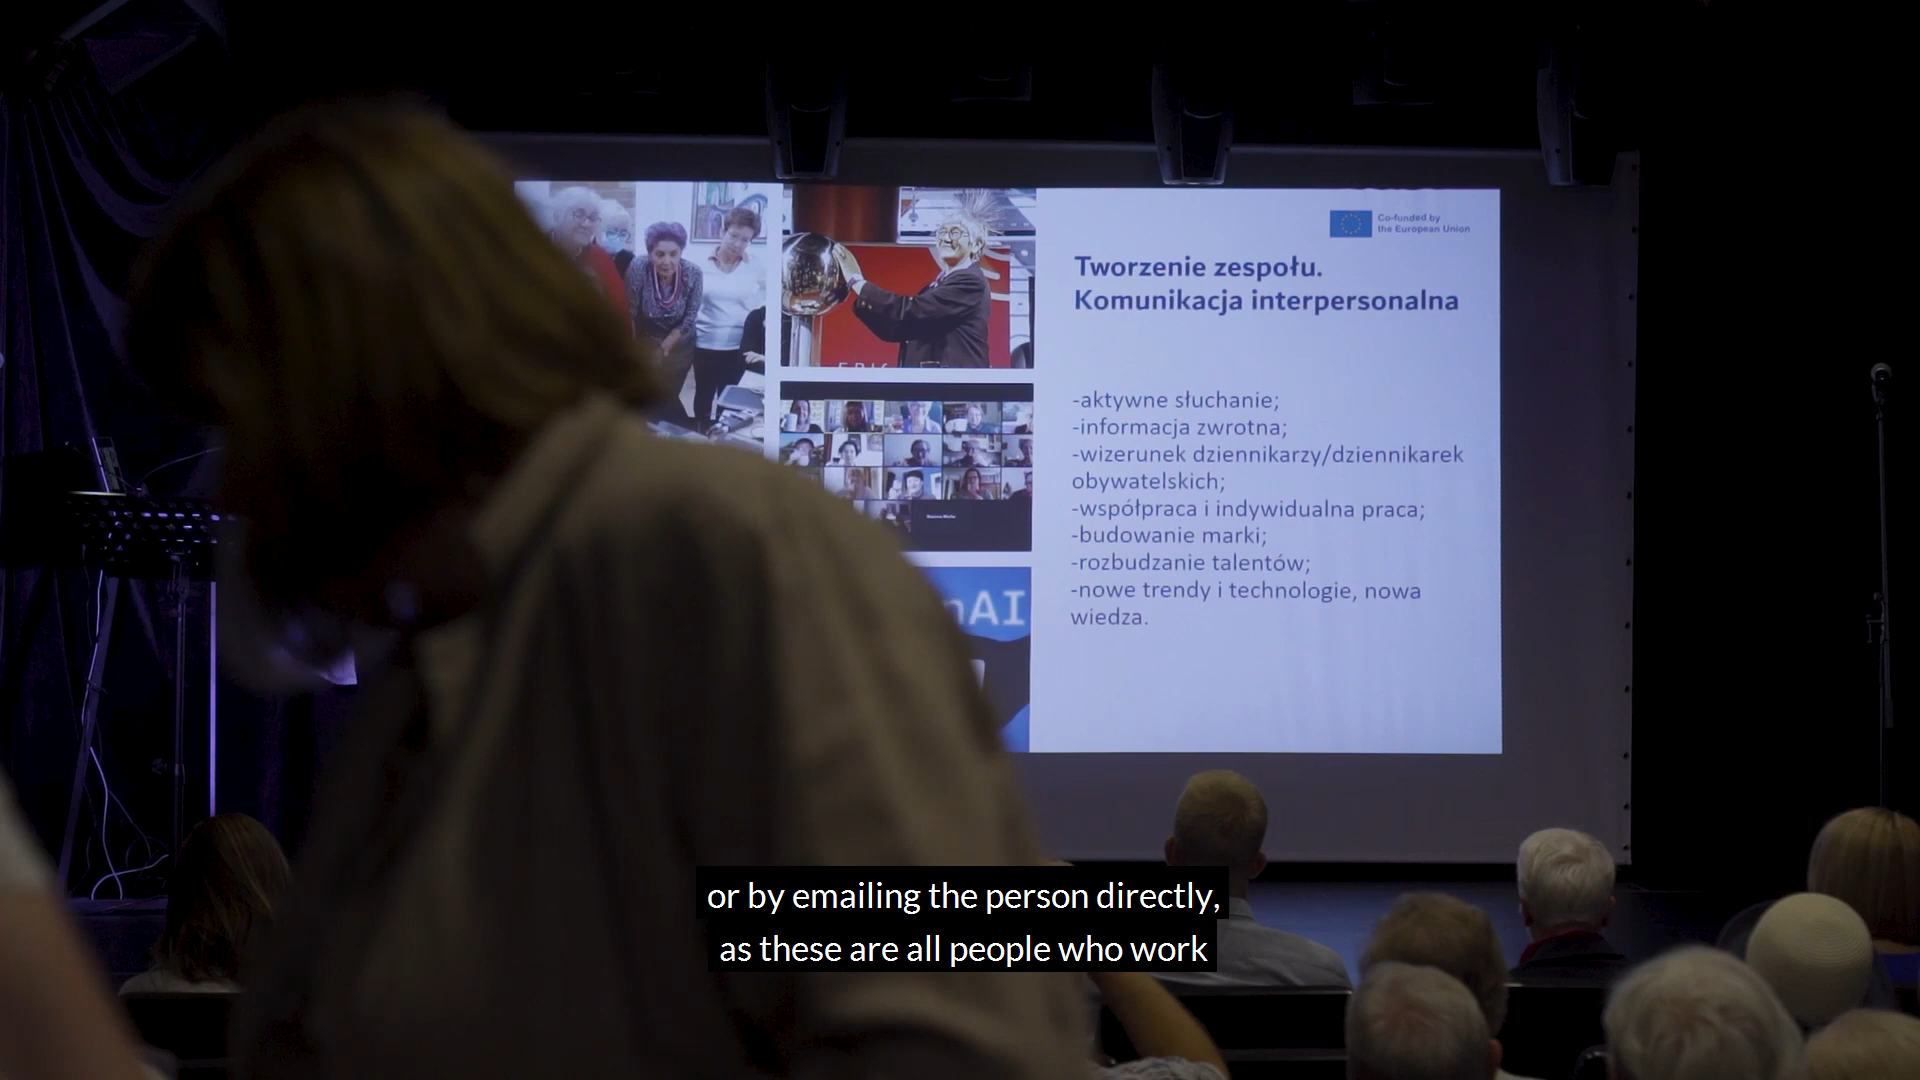 Co-funded by
the European Union
Tworzenie zespołu.
Komunikacja interpersonalna
-aktywne słuchanie;
-informacja zwrotna;
-wizerunek dziennikarzy/dziennikarek
obywatelskich;
-współpraca i indywidualna praca;
-budowanie marki;
-rozbudzanie talentów;
-nowe trendy i technologie, nowa
wiedza.
nAI
or by emailing the person directly,
as these are all people who work